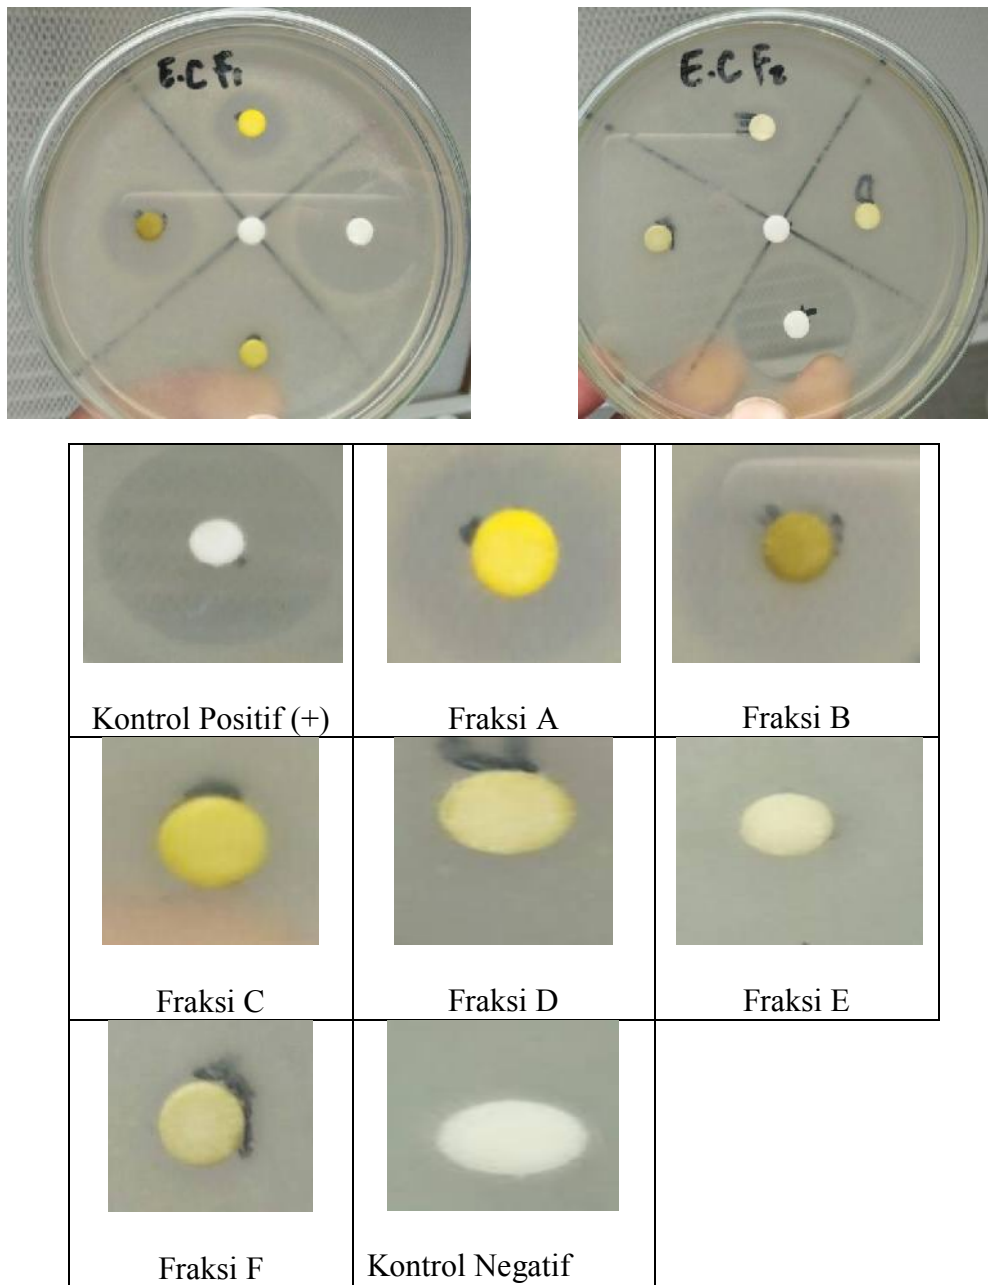 E.C F1
E.C F2
D
Kontrol Positif (+)
Fraksi A
Fraksi B
Fraksi C
Fraksi D
Fraksi E
Fraksi F
Kontrol Negatif